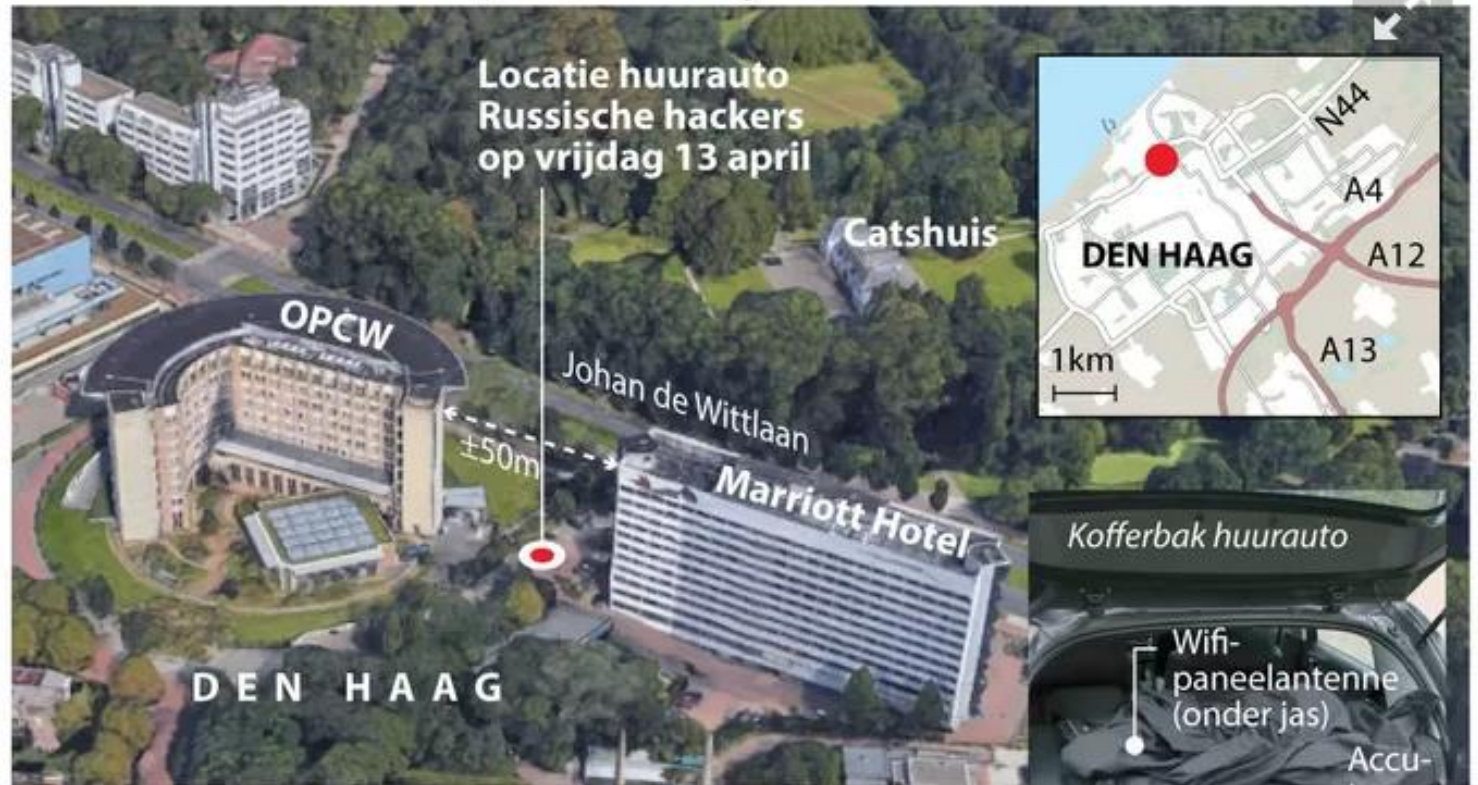 Locatie huurauto
Russische hackers
op vrijdag 13 april
Catshuis
OPCW
Johan de Wittlaan
±50m
Marriott Hotel
DEN HAAG
N44
A4
DEN HAAG
A12
A13
1km
Kofferbak huurauto
Wifi-
paneelantenne
(onder jas)
Accu-